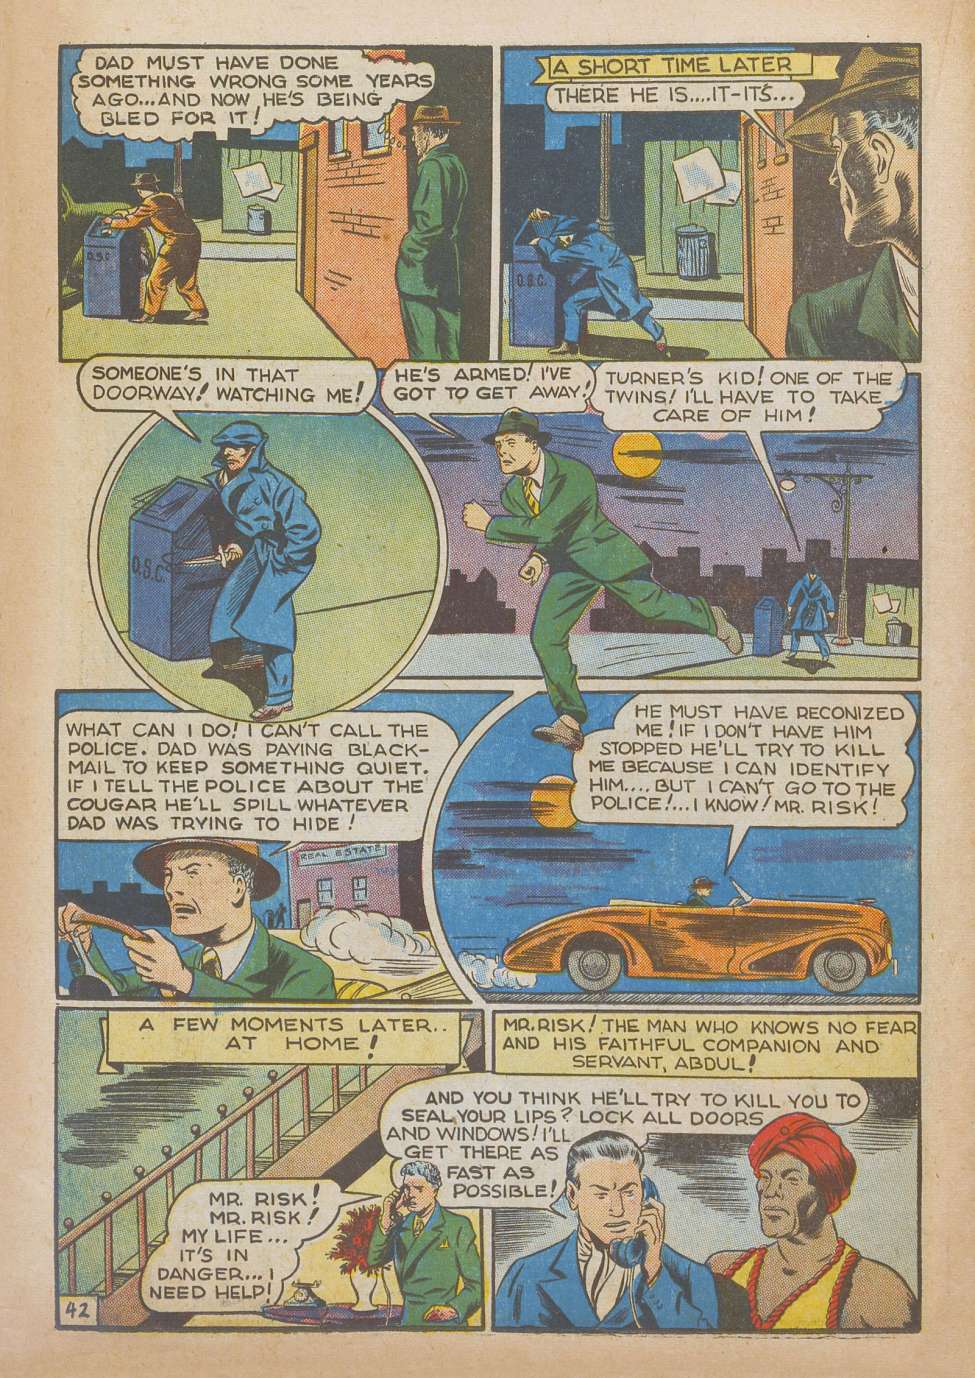 DAD MUST HAVE DONE
SOMETHING WRONG SOME YEARS
AGO...AND NOW HE'S BEING
BLED FOR IT!
O.S.C
A SHORT TIME LATER
THERE HE IS....IT-IT'S...
O.S.C.
SOMEONE'S IN THAT
DOORWAY! WATCHING ME!
O.S.C.
HE'S ARMED! I'VE
GOT TO GET AWAY!
TURNER'S KID! ONE OF THE
TWINS! I'LL HAVE TO TAKE
CARE OF HIM!
WHAT CAN I DO! I CAN'T CALL THE
POLICE. DAD WAS PAYING BLACK-
MAIL TO KEEP SOMETHING QUIET.
IF I TELL THE POLICE ABOUT THE
COUGAR HE'LL SPILL WHATEVER
DAD WAS TRYING TO HIDE!
REAL ESTATE
HE MUST HAVE RECONIZED
ME! IF I DON'T HAVE HIM
STOPPED HE'LL TRY TO KILL
ME BECAUSE I CAN IDENTIFY
HIM.... BUT I CAN'T GO TO THE
POLICE!...I KNOW! MR. RISK!
A FEW MOMENTS LATER..
AT HOME!
MR. RISK!
MR. RISK!
MY LIFE...
IT'S IN
DANGER...I
NEED HELP!
42
MR. RISK! THE MAN WHO KNOWS NO FEAR
AND HIS FAITHFUL COMPANION AND
SERVANT, ABDUL!
AND YOU THINK HE'LL TRY TO KILL YOU TO
SEAL YOUR LIPS? LOCK ALL DOORS
AND WINDOWS! I'LL
GET THERE AS
FAST AS
POSSIBLE!